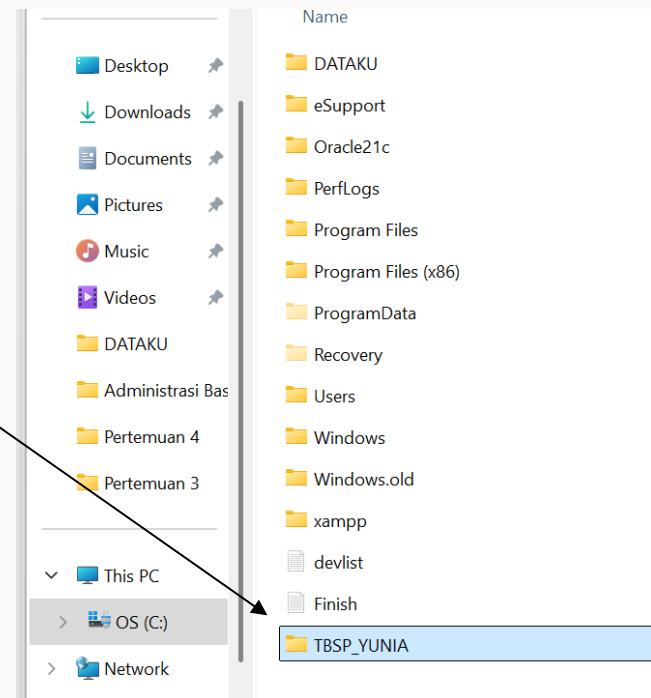 Desktop
Downloads
Documents
Pictures
Music
Videos
DATAKU
Administrasi Bas
Pertemuan 4
Pertemuan 3
This PC
OS (C:)
Network
Name
DATAKU
eSupport
Oracle21c
PerfLogs
Program Files
Program Files (x86)
ProgramData
Recovery
Users
Windows
Windows.old
xampp
devlist
Finish
TBSP_YUNIA